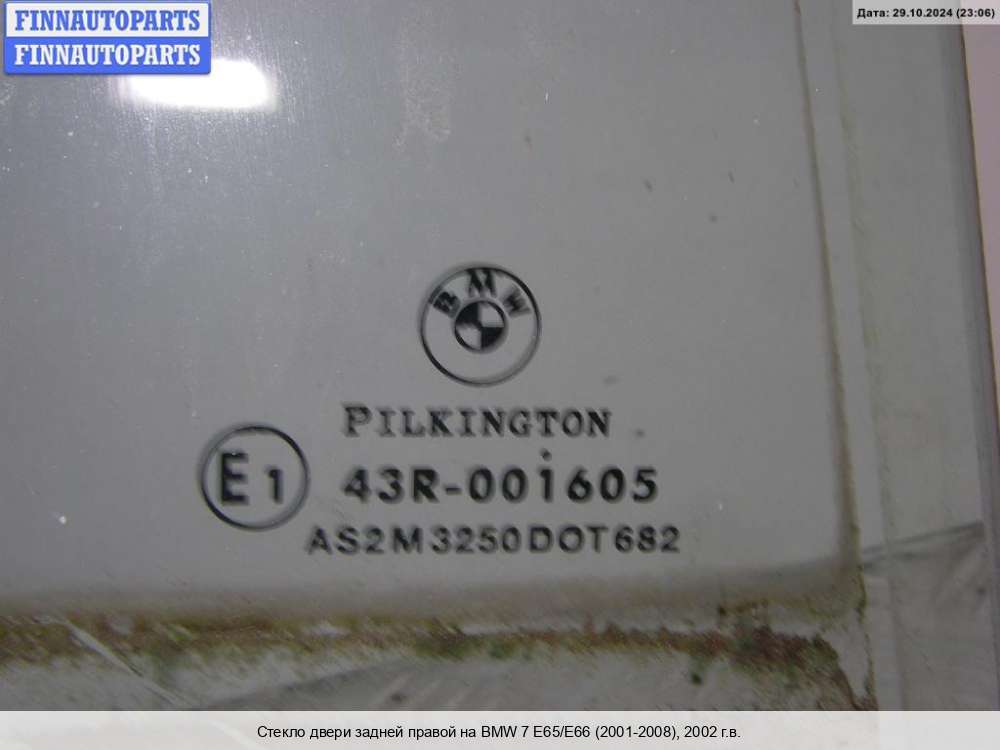 FINNAUTOPARTS
FINNAUTOPARTS
Дата: 29.10.2024 (23:06)
BMW
PILKINGTON
E1 43R-001605
AS2M3250DOT682
Стекло двери задней правой на BMW 7 E65/E66 (2001-2008), 2002 г.в.